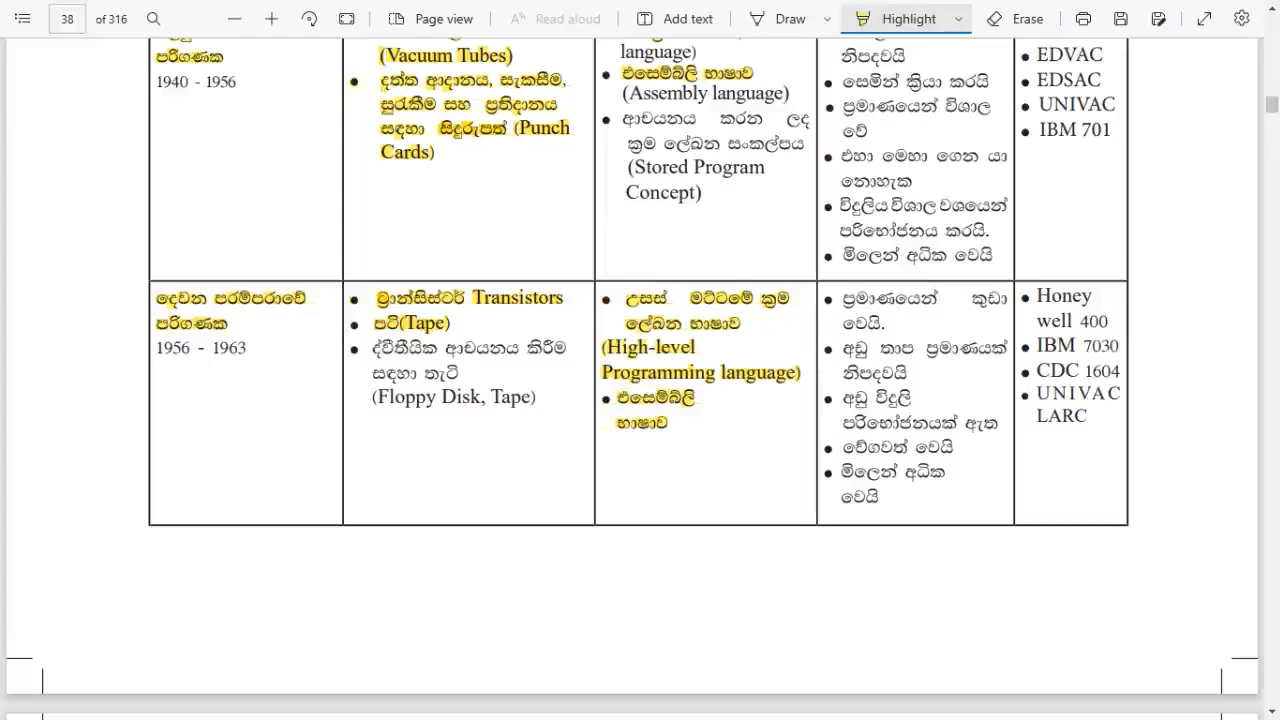 38 of 316 Page view Read aloud Add text Draw Highlight Erase
පරිගණක
1940 - 1956
(Vacuum Tubes)
● දත්ත ආදානය, සැකසීම,
සුරැකීම සහ ප්‍රතිදානය
සඳහා සිදුරුපත් (Punch
Cards)
language)
● එසෙම්බ්ලි භාෂාව
(Assembly language)
● ආචයනය කරන ලද
ක්‍රම ලේඛන සංකල්පය
(Stored Program
Concept)
නිපදවයි
● සෙමින් ක්‍රියා කරයි
● ප්‍රමාණයෙන් විශාල
වේ
● එහා මෙහා ගෙන යා
නොහැක
● විදුලිය විශාල වශයෙන්
පරිභෝජනය කරයි.
● මිලෙන් අධික වෙයි
● EDVAC
● EDSAC
● UNIVAC
● IBM 701
දෙවන පරම්පරාවේ
පරිගණක
1956 - 1963
● ට්‍රාන්සිස්ටර් Transistors
● පටි(Tape)
● ද්වීතීයික ආචයනය කිරීම
සඳහා තැටි
(Floppy Disk, Tape)
● උසස් මට්ටමේ ක්‍රම
ලේඛන භාෂාව
(High-level
Programming language)
● එසෙම්බ්ලි
භාෂාව
● ප්‍රමාණයෙන් කුඩා
වෙයි.
● අඩු තාප ප්‍රමාණයක්
නිපදවයි
● අඩු විදුලි
පරිභෝජනයක් ඇත
● වේගවත් වෙයි
● මිලෙන් අධික
වෙයි
● Honey
well 400
● IBM 7030
● CDC 1604
● UNIVAC
LARC